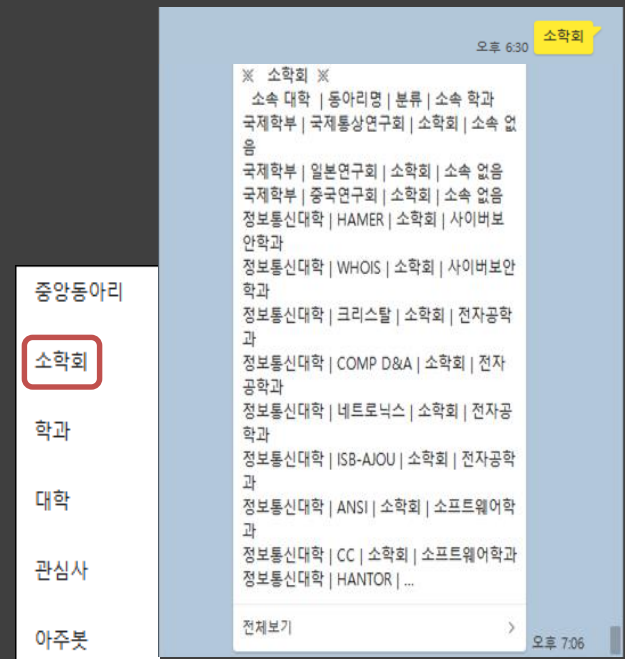 중앙동아리
소학회
학과
대학
관심사
아주봇
소학회
오후 6:30
※ 소학회 ※
소속 대학 | 동아리명 | 분류 | 소속 학과
국제학부 | 국제통상연구회 | 소학회 | 소속 없
음
국제학부 | 일본연구회 | 소학회 | 소속 없음
국제학부 | 중국연구회 | 소학회 | 소속 없음
정보통신대학 | HAMER | 소학회 | 사이버보
안학과
정보통신대학 | WHOIS | 소학회 | 사이버보안
학과
정보통신대학 | 크리스탈 | 소학회 | 전자공학
과
정보통신대학 | COMP D&A | 소학회 | 전자
공학과
정보통신대학 | 네트로닉스 | 소학회 | 전자공
학과
정보통신대학 | ISB-AJOU | 소학회 | 전자공학
과
정보통신대학 | ANSI | 소학회 | 소프트웨어학
과
정보통신대학 | CC | 소학회 | 소프트웨어학과
정보통신대학 | HANTOR | ...
전체보기
오후 7:06